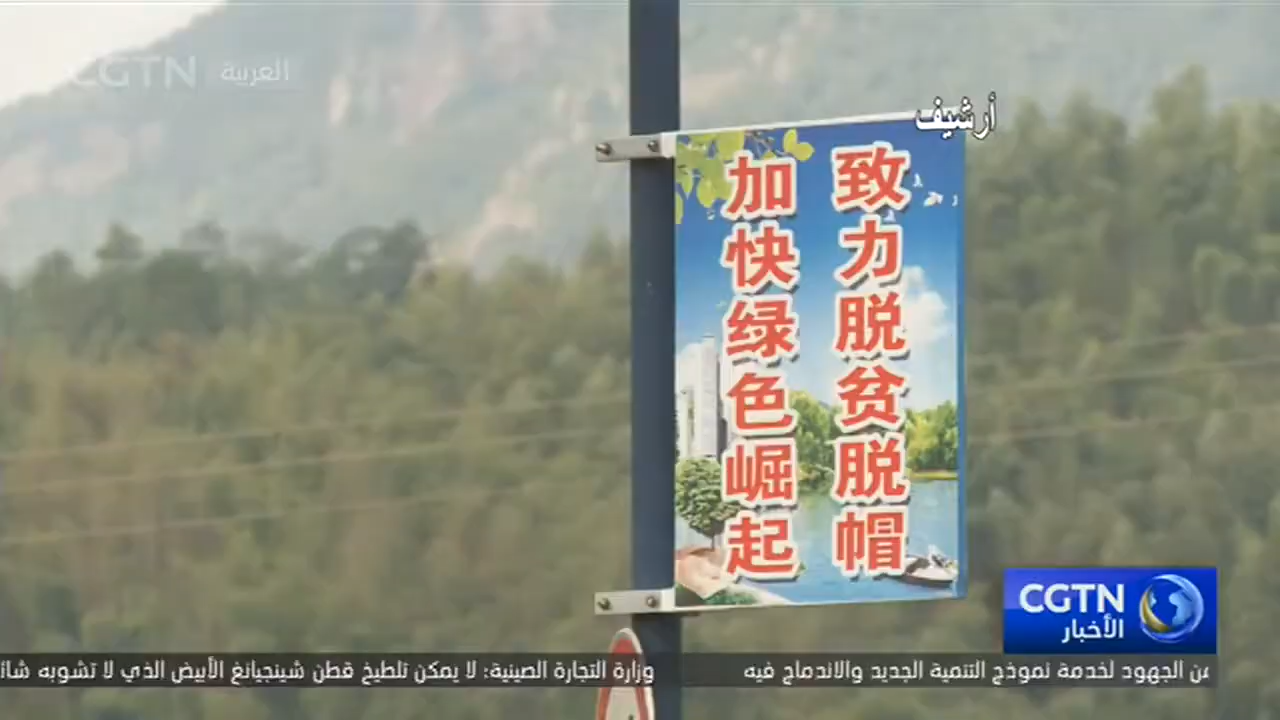 CGTN العربية
أرشيف
致力脱贫脱帽
加快绿色崛起
CGTN
الأخبار
من الجهود لخدمة نموذج التنمية الجديد والاندماج فيه
وزارة التجارة الصينية: لا يمكن تلطيخ قطن شينجيانغ الأبيض الذي لا تشوبه